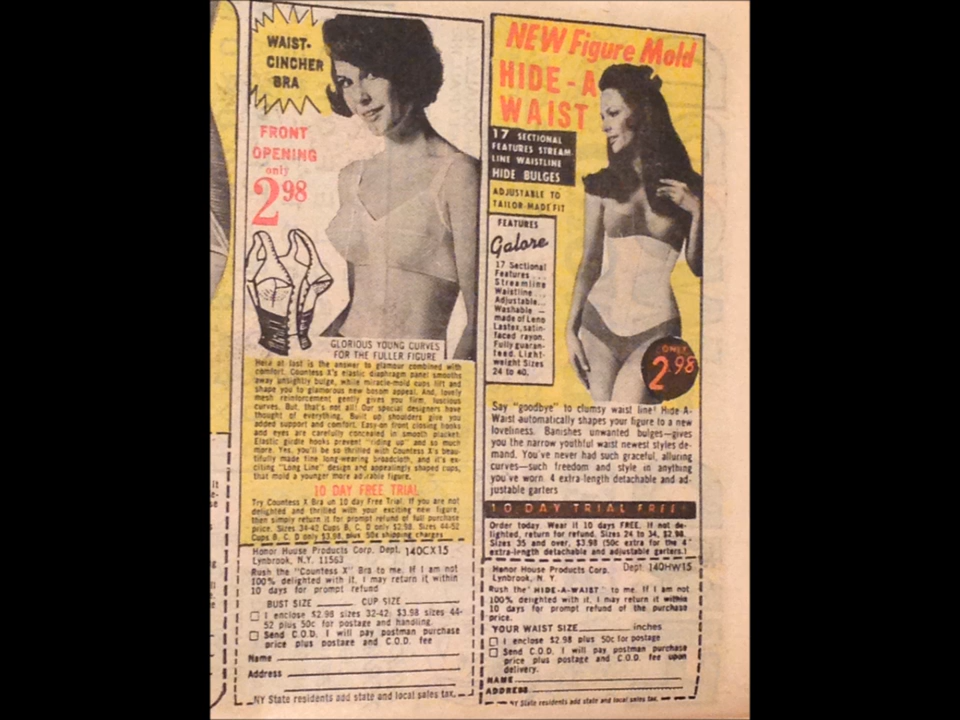 WAIST-
CINCHER
BRA
FRONT
OPENING
only
2.98
GLORIOUS YOUNG CURVES
FOR THE FULLER FIGURE
Here at last is the answer to glamour combined with
comfort. Countess X's elastic diaphragm panel smooths
away unsightly bulge, while miracle-mold cups lift and
shape you to glamorous new bosom appeal. And, lovely
mesh reinforcement gently gives you firm, luscious
curves. But, that's not all! Our special designers have
thought of everything. Built up shoulders give you
added support and comfort. Easy-on front closing hooks
and eyes are carefully concealed in smooth placket.
Elastic girdle hooks prevent "riding up" and so much
more. Yes, you'll be so thrilled with Countess X's beau-
tifully made fine long-wearing broadcloth, and it's ex-
citing "Long Line" design and appealingly shaped cups,
that mold a younger more adorable figure.
10 DAY FREE TRIAL
Try Countess X Bra on 10 day Free Trial. If you are not
delighted and thrilled with your exciting new figure,
then simply return it for prompt refund of full purchase
price. Sizes 34-42 Cups B, C, D only $2.98. Sizes 44-52
Cups B, C, D only $3.98 plus 50¢ shipping charges
Honor House Products Corp. Dept. 140CX15
Lynbrook, N.Y. 11563
Rush the "Countess X" Bra to me. If I am not
100% delighted with it, I may return it within
10 days for prompt refund
BUST SIZE CUP SIZE
I enclose $2.98 sizes 32-42; $3.98 sizes 44-
52 plus 50c for postage and handling.
Send C.O.D. I will pay postman purchase
price plus postage and C.O.D. fee
Name
Address
NY State residents add state and local sales tax.
NEW Figure Mold
HIDE-A
WAIST
17 SECTIONAL
FEATURES STREAM-
LINE WAISTLINE
HIDE BULGES
ADJUSTABLE TO
TAILOR-MADE FIT
FEATURES
Galore
17 Sectional
Features...
Streamline
Waistline...
Adjustable...
Washable —
made of Leno
Lastex, satin-
faced rayon.
Fully guaran-
teed. Light-
weight Sizes
24 to 40.
ONLY
2.98
Say "goodbye" to clumsy waist line! Hide-A-
Waist automatically shapes your figure to a new
loveliness. Banishes unwanted bulges—gives
you the narrow youthful waist newest styles de-
mand. You've never had such graceful, alluring
curves—such freedom and style in anything
you've worn. 4 extra-length detachable and ad-
justable garters
10 DAY TRIAL FREE!
Order today. Wear it 10 days FREE. If not de-
lighted, return for refund. Sizes 24 to 34, $2.98.
Sizes 35 and over, $3.98 (50c extra for the 4
extra-length detachable and adjustable garters.)
Honor House Products Corp. Dept 140HW15
Lynbrook, N. Y.
Rush the "HIDE-A-WAIST" to me. If I am not
100% delighted with it, I may return it within
10 days for prompt refund of the purchase
price.
YOUR WAIST SIZE inches
I enclose $2.98 plus 50c for postage
Send C.O.D. I will pay postman purchase
price plus postage and C.O.D. fee upon
delivery.
NAME
ADDRESS
NY State residents add state and local sales tax.